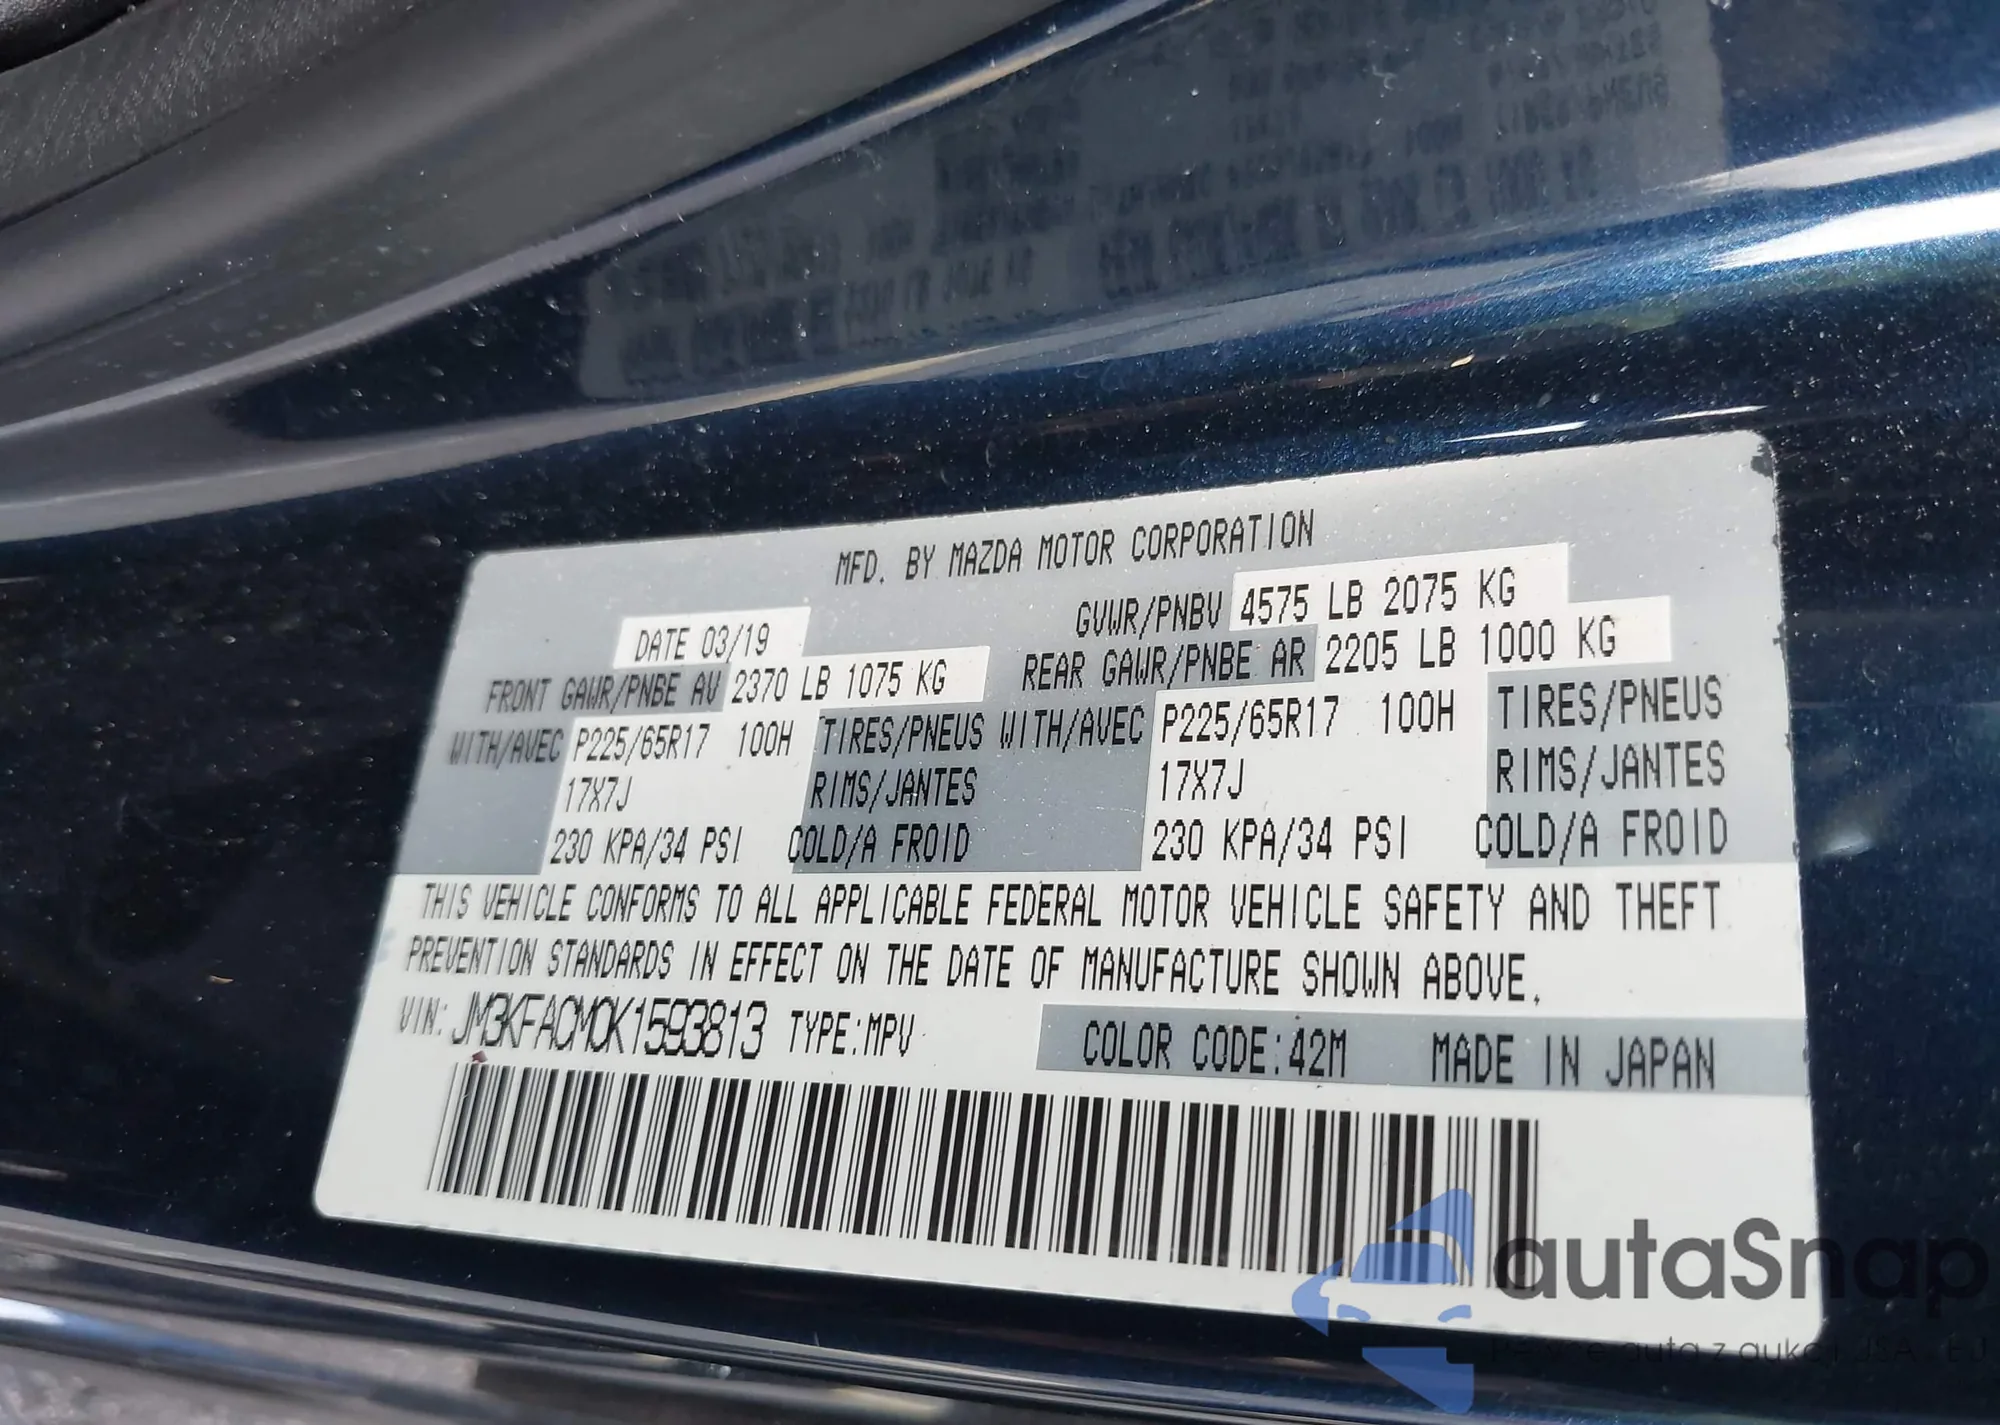 MFD. BY MAZDA MOTOR CORPORATION
DATE 03/19 GVWR/PNBV 4575 LB 2075 KG
FRONT GAWR/PNBE AV 2370 LB 1075 KG REAR GAWR/PNBE AR 2205 LB 1000 KG
WITH/AVEC P225/65R17 100H TIRES/PNEUS WITH/AVEC P225/65R17 100H TIRES/PNEUS
17X7J RIMS/JANTES 17X7J RIMS/JANTES
230 KPA/34 PSI COLD/A FROID 230 KPA/34 PSI COLD/A FROID
THIS VEHICLE CONFORMS TO ALL APPLICABLE FEDERAL MOTOR VEHICLE SAFETY AND THEFT
PREVENTION STANDARDS IN EFFECT ON THE DATE OF MANUFACTURE SHOWN ABOVE.
VIN: JM3KFACM0K1593813 TYPE:MPV COLOR CODE:42M MADE IN JAPAN
autaSnap
auta z aukcji USA